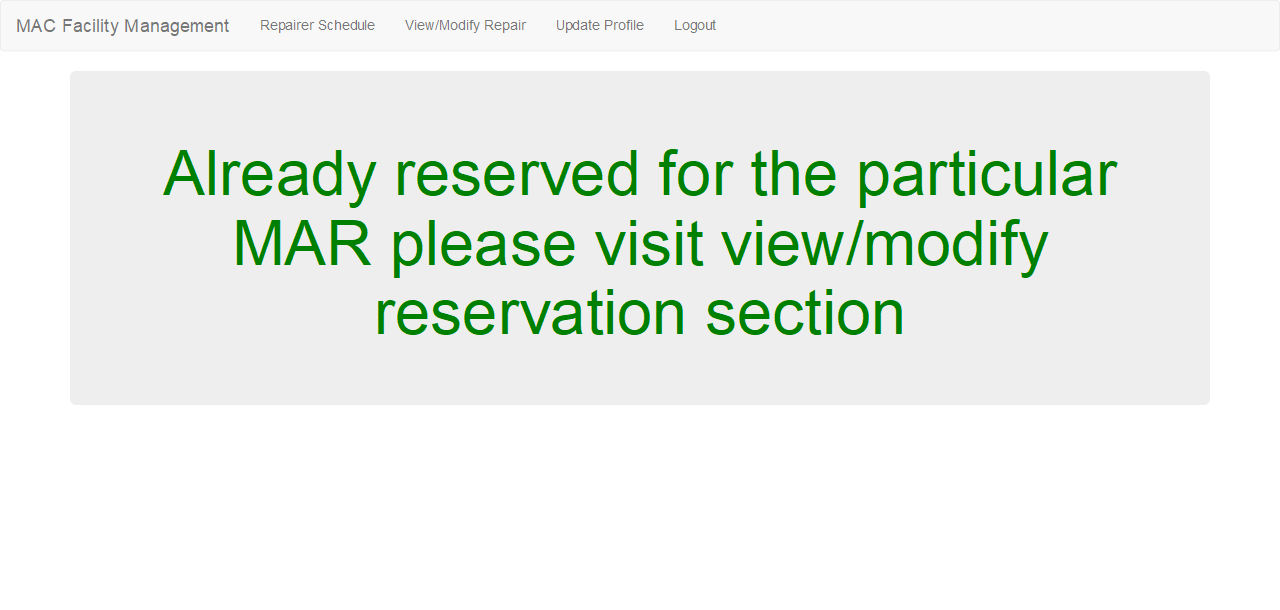 MAC Facility Management Repairer Schedule View/Modify Repair Update Profile Logout
Already reserved for the particular
MAR please visit view/modify
reservation section